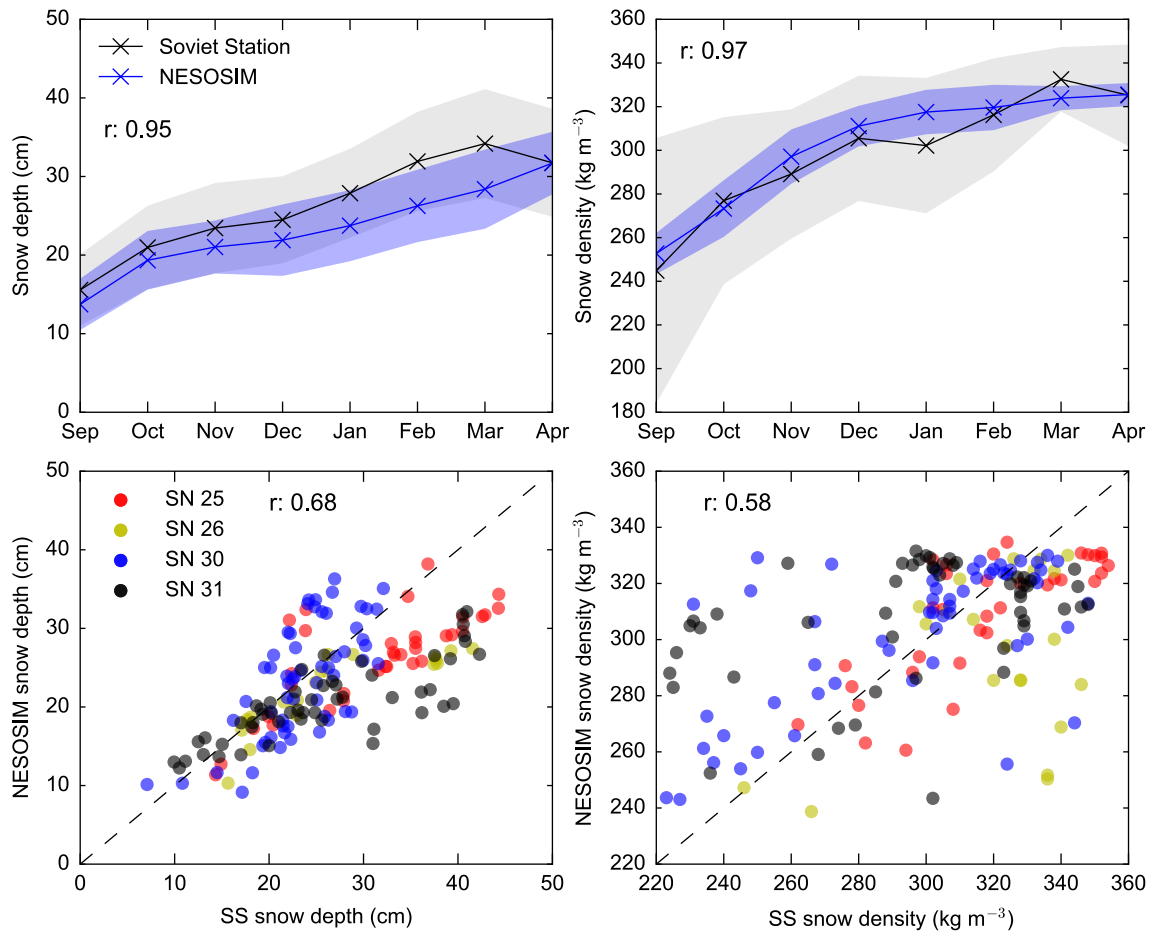 50
40
30
20
10
0
Snow depth (cm)
Soviet Station
NESOSIM
r: 0.95
Sep Oct Nov Dec Jan Feb Mar Apr
360
340
320
300
280
260
240
220
200
180
Snow density (kg m⁻³)
r: 0.97
Sep Oct Nov Dec Jan Feb Mar Apr
50
40
30
20
10
0
NESOSIM snow depth (cm)
SN 25
SN 26
SN 30
SN 31
r: 0.68
0 10 20 30 40 50
SS snow depth (cm)
360
340
320
300
280
260
240
220
NESOSIM snow density (kg m⁻³)
r: 0.58
220 240 260 280 300 320 340 360
SS snow density (kg m⁻³)